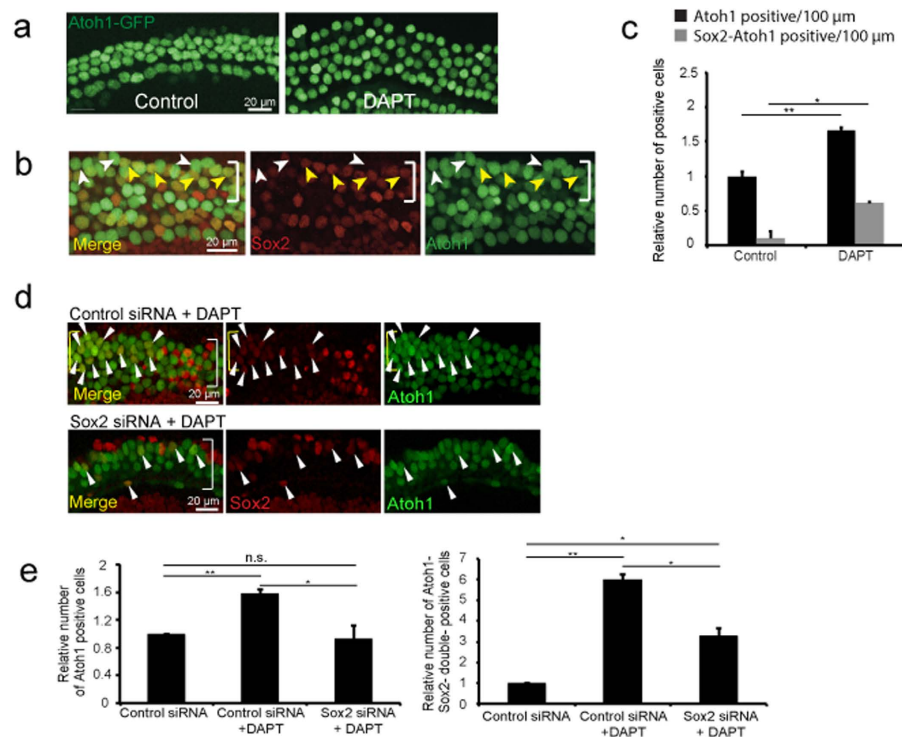 a
Atoh1-GFP
Control
20 µm
DAPT
b
Merge
20 µm
Sox2
Atoh1
c
Atoh1 positive/100 µm
Sox2-Atoh1 positive/100 µm
Relative number of positive cells
2.5
2
1.5
1
0.5
0
*
**
Control
DAPT
d
Control siRNA + DAPT
Merge
20 µm
Atoh1
Sox2 siRNA + DAPT
Merge
20 µm
Sox2
Atoh1
e
Relative number
of Atoh1 positive cells
2.0
1.6
1.2
0.8
0.4
0
n.s.
**
*
Control siRNA
Control siRNA
+DAPT
Sox2 siRNA
+ DAPT
Relative number of Atoh1-
Sox2- double- positive cells
7
6
5
4
3
2
1
0
*
**
*
Control siRNA
Control siRNA
+DAPT
Sox2 siRNA
+ DAPT